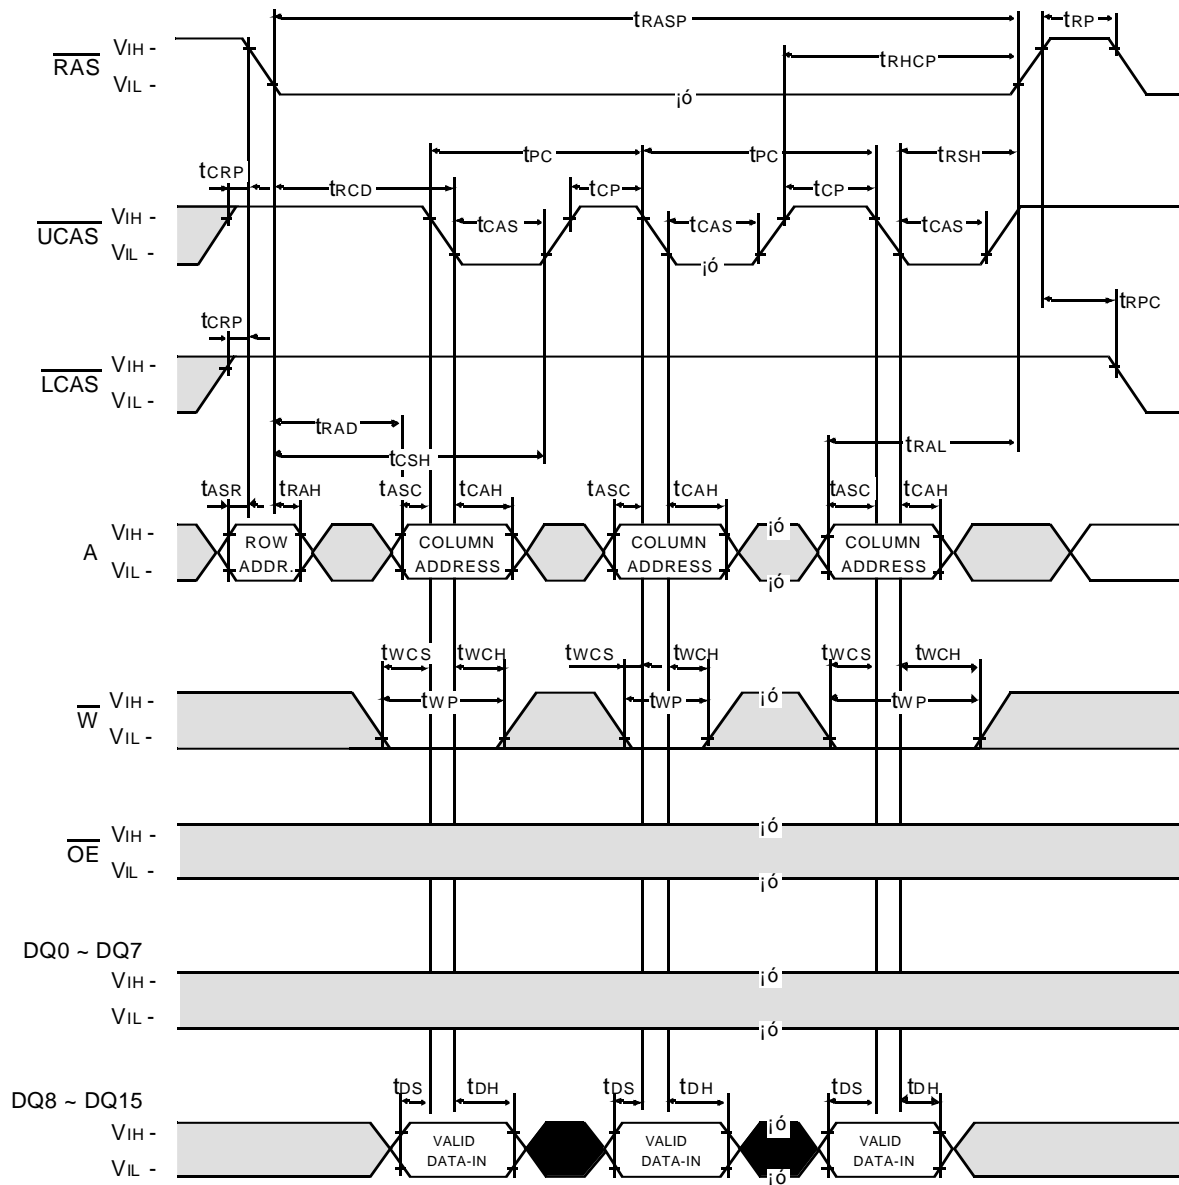 tRASP tRP
RAS VIH -
tRHCP
VIL -
¡ó
tPC tPC tRSH
tCRP tRCD tCP tCP
UCAS VIH -
tCAS tCAS tCAS
VIL -
¡ó
tRPC
tCRP
LCAS VIH -
VIL -
tRAD
tCSH tRAL
tASR tRAH tASC tCAH tASC tCAH tASC tCAH
A VIH -
¡ó
ROW ADDR.
COLUMN ADDRESS
COLUMN ADDRESS
COLUMN ADDRESS
VIL -
¡ó
tWCS tWCH tWCS tWCH tWCS tWCH
W VIH -
tWP tWP ¡ó tWP
VIL -
OE VIH -
¡ó
VIL -
¡ó
DQ0 ~ DQ7
VIH -
¡ó
VIL -
¡ó
tDS tDH tDS tDH tDS tDH
DQ8 ~ DQ15
VIH -
¡ó
VALID DATA-IN
VALID DATA-IN
VALID DATA-IN
VIL -
¡ó